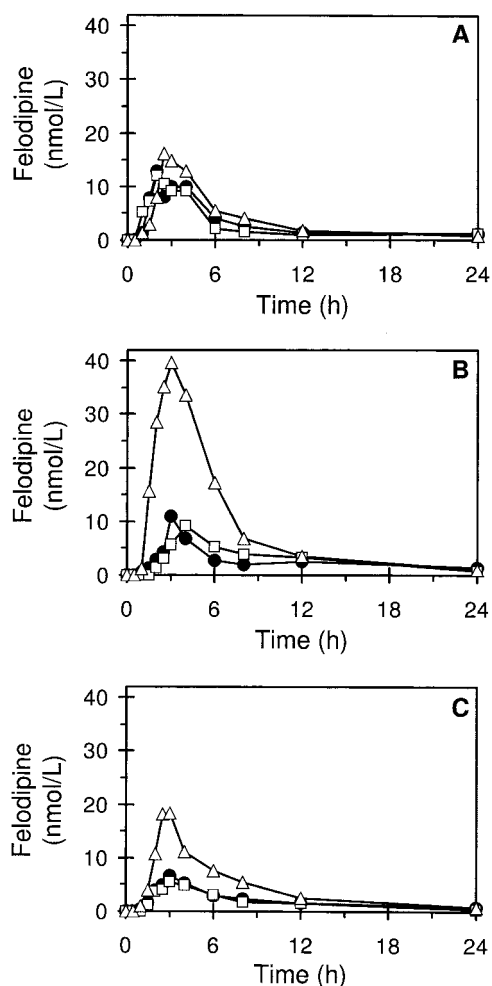 A
Felodipine
(nmol/L)
40
30
20
10
0
0 6 12 18 24
Time (h)
B
Felodipine
(nmol/L)
40
30
20
10
0
0 6 12 18 24
Time (h)
C
Felodipine
(nmol/L)
40
30
20
10
0
0 6 12 18 24
Time (h)